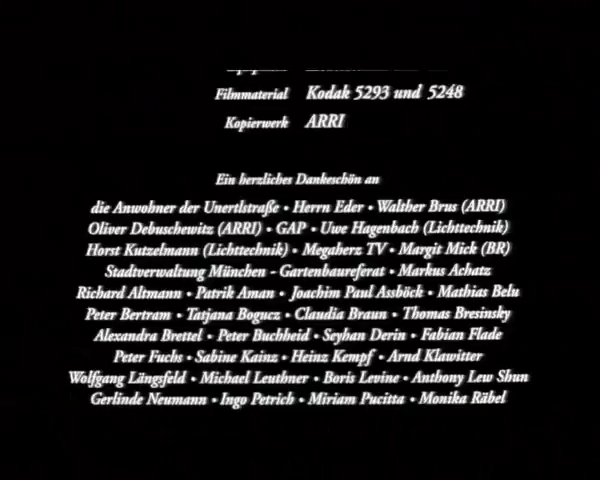 Filmmaterial Kodak 5293 und 5248
Kopierwerk ARRI
Ein herzliches Dankeschön an
die Anwohner der Unertlstraße • Herrn Eder • Walther Brus (ARRI)
Oliver Debuschewitz (ARRI) • GAP • Uwe Hagenbach (Lichttechnik)
Horst Kutzelmann (Lichttechnik) • Megaherz TV • Margit Mick (BR)
Stadtverwaltung München - Gartenbaureferat • Markus Achatz
Richard Altmann • Patrik Aman • Joachim Paul Assböck • Mathias Belu
Peter Bertram • Tatjana Bogucz • Claudia Braun • Thomas Bresinsky
Alexandra Brettel • Peter Buchheid • Seyhan Derin • Fabian Flade
Peter Fuchs • Sabine Kainz • Heinz Kempf • Arnd Klawitter
Wolfgang Längsfeld • Michael Leuthner • Boris Levine • Anthony Lew Shun
Gerlinde Neumann • Ingo Petrich • Miriam Pucitta • Monika Räbel